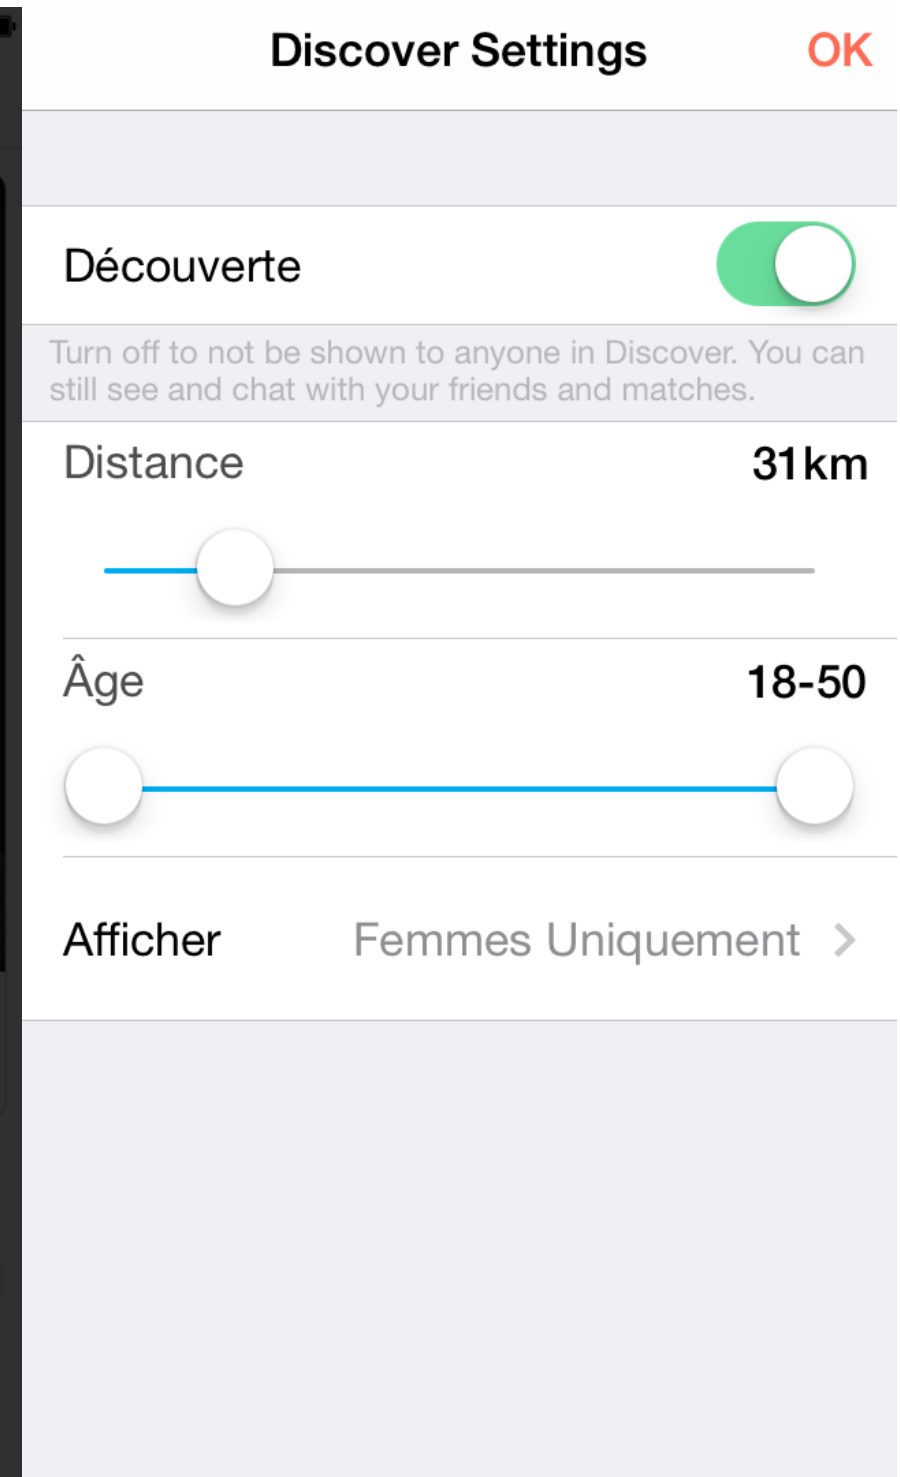 Discover Settings OK
Découverte
Turn off to not be shown to anyone in Discover. You can
still see and chat with your friends and matches.
Distance 31km
Âge 18-50
Afficher Femmes Uniquement